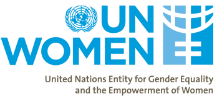 UN
WOMEN
United Nations Entity for Gender Equality
and the Empowerment of Women